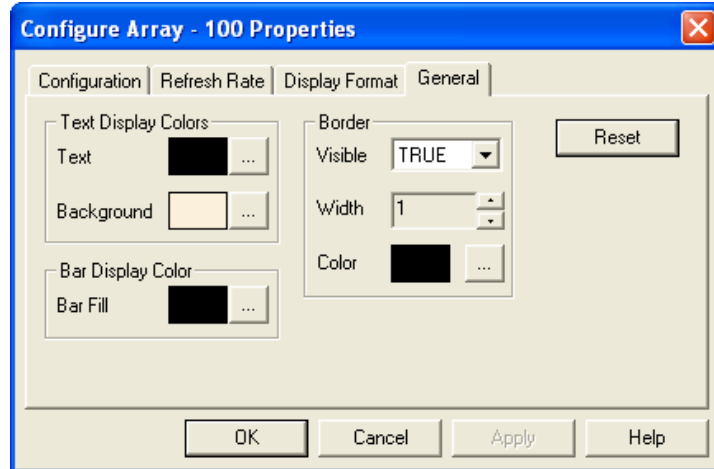 Configure Array - 100 Properties
Configuration Refresh Rate Display Format General
Text Display Colors
Text ...
Background ...
Bar Display Color
Bar Fill ...
Border
Visible TRUE
Width 1
Color ...
Reset
OK Cancel Apply Help